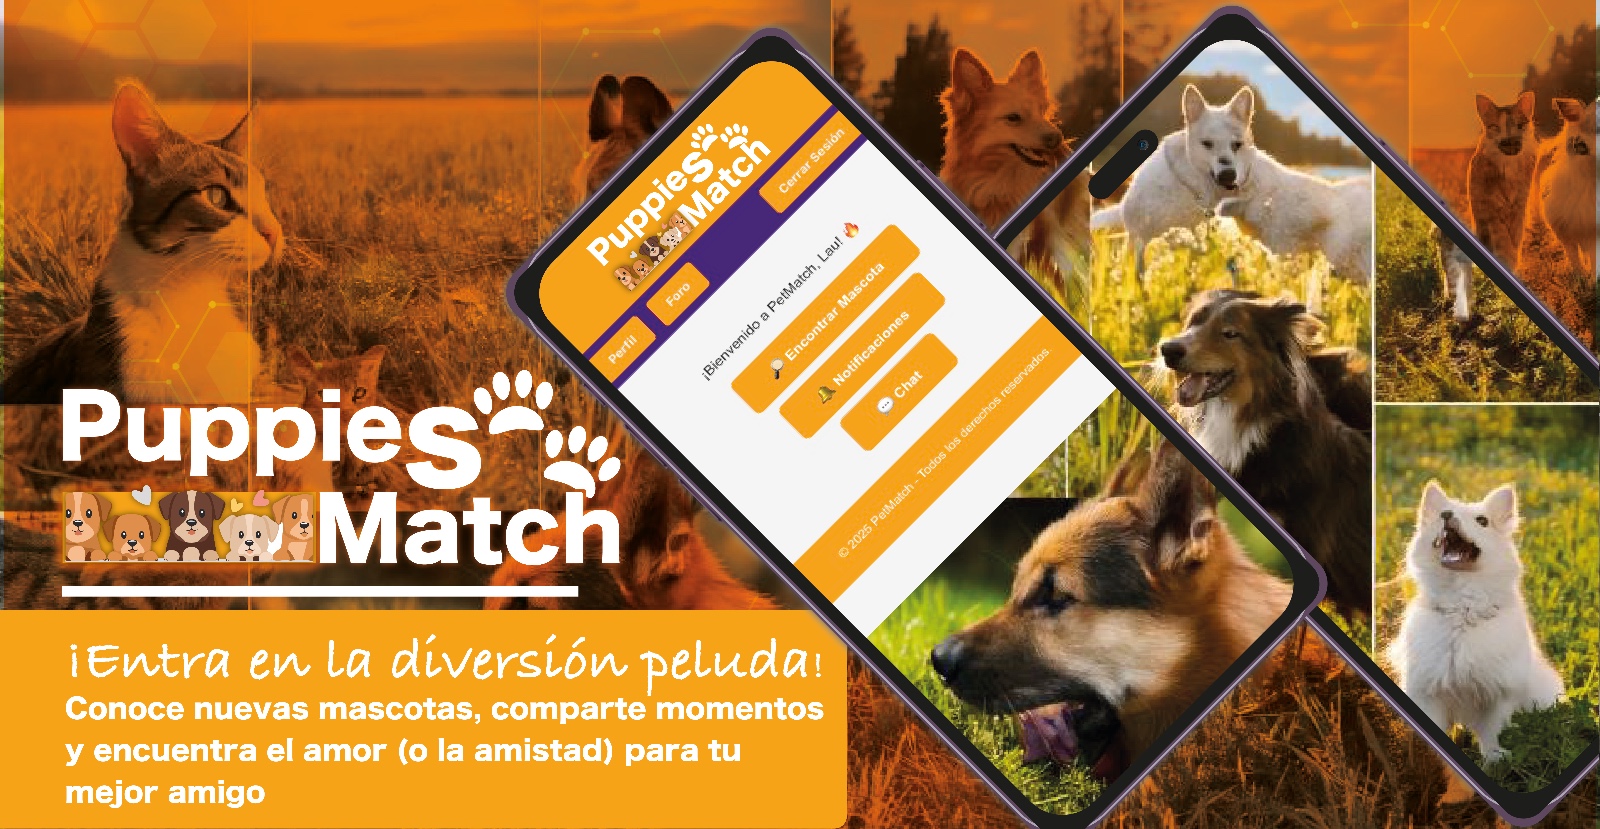 Puppies
Match
¡Entra en la diversión peluda!
Conoce nuevas mascotas, comparte momentos
y encuentra el amor (o la amistad) para tu
mejor amigo
Puppies
Match
Cerrar Sesión
Perfil
Foro
¡Bienvenido a PetMatch, Lau! 🔥
🔎 Encontrar Mascota
🔔 Notificaciones
💬 Chat
© 2025 PetMatch - Todos los derechos reservados